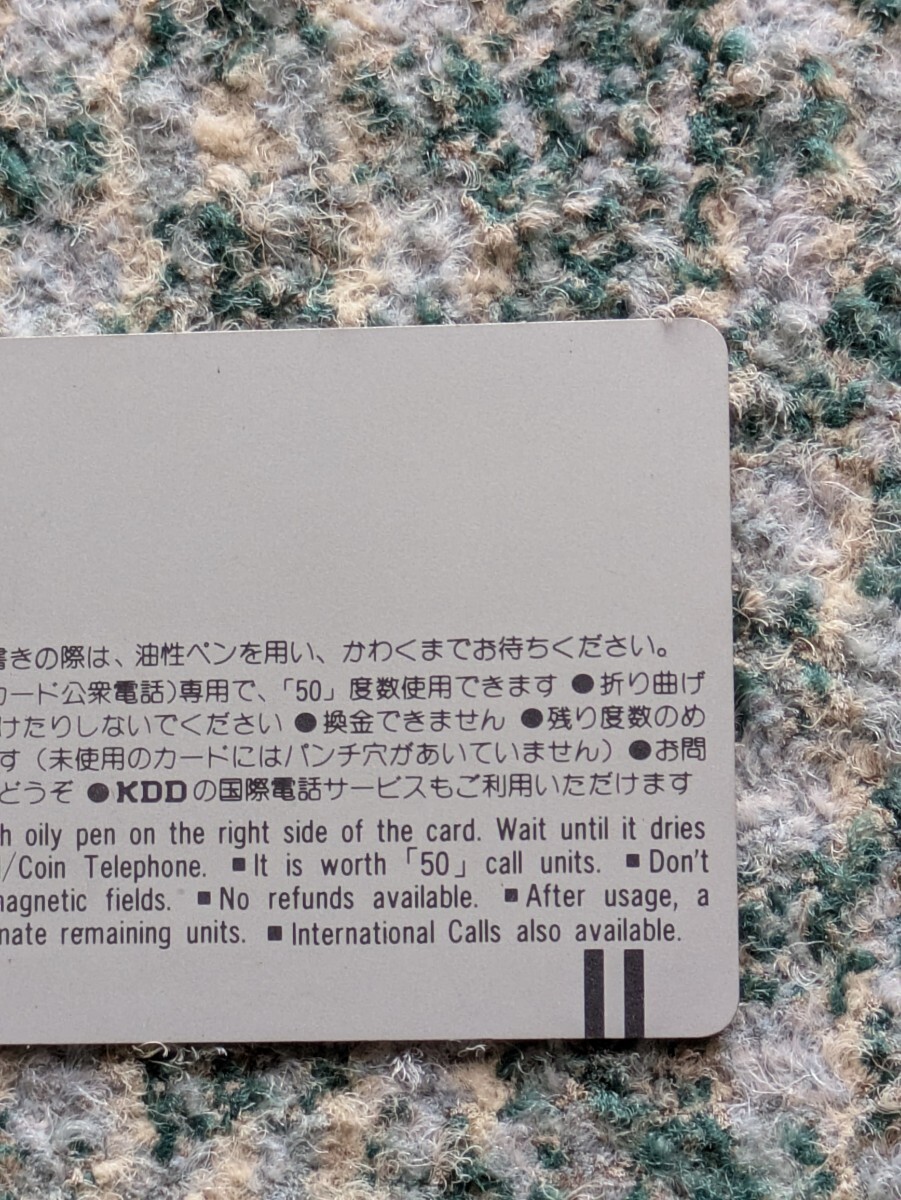 書きの際は、油性ペンを用い、かわくまでお待ちください。
カード公衆電話)専用で、「50」度数使用できます ●折り曲げ
けたりしないでください ●換金できません ●残り度数のめ
す（未使用のカードにはパンチ穴があいていません）●お問
どうぞ ●KDDの国際電話サービスもご利用いただけます
h oily pen on the right side of the card. Wait until it dries
/Coin Telephone. ■It is worth「50」call units. ■Don't
nagnetic fields. ■No refunds available. ■After usage, a
nate remaining units. ■International Calls also available.